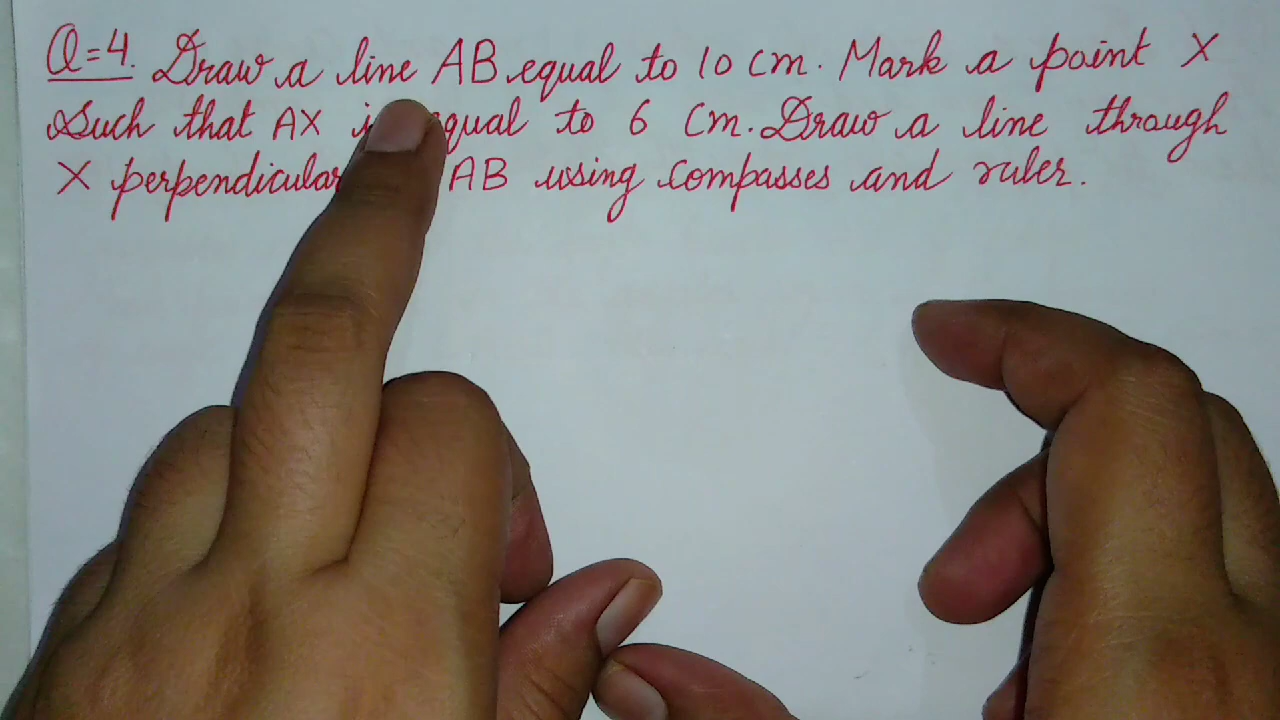 Q=4. Draw a line AB equal to 10 cm. Mark a point X
Such that AX equal to 6 Cm. Draw a line through
X perpendicular AB using compasses and ruler.